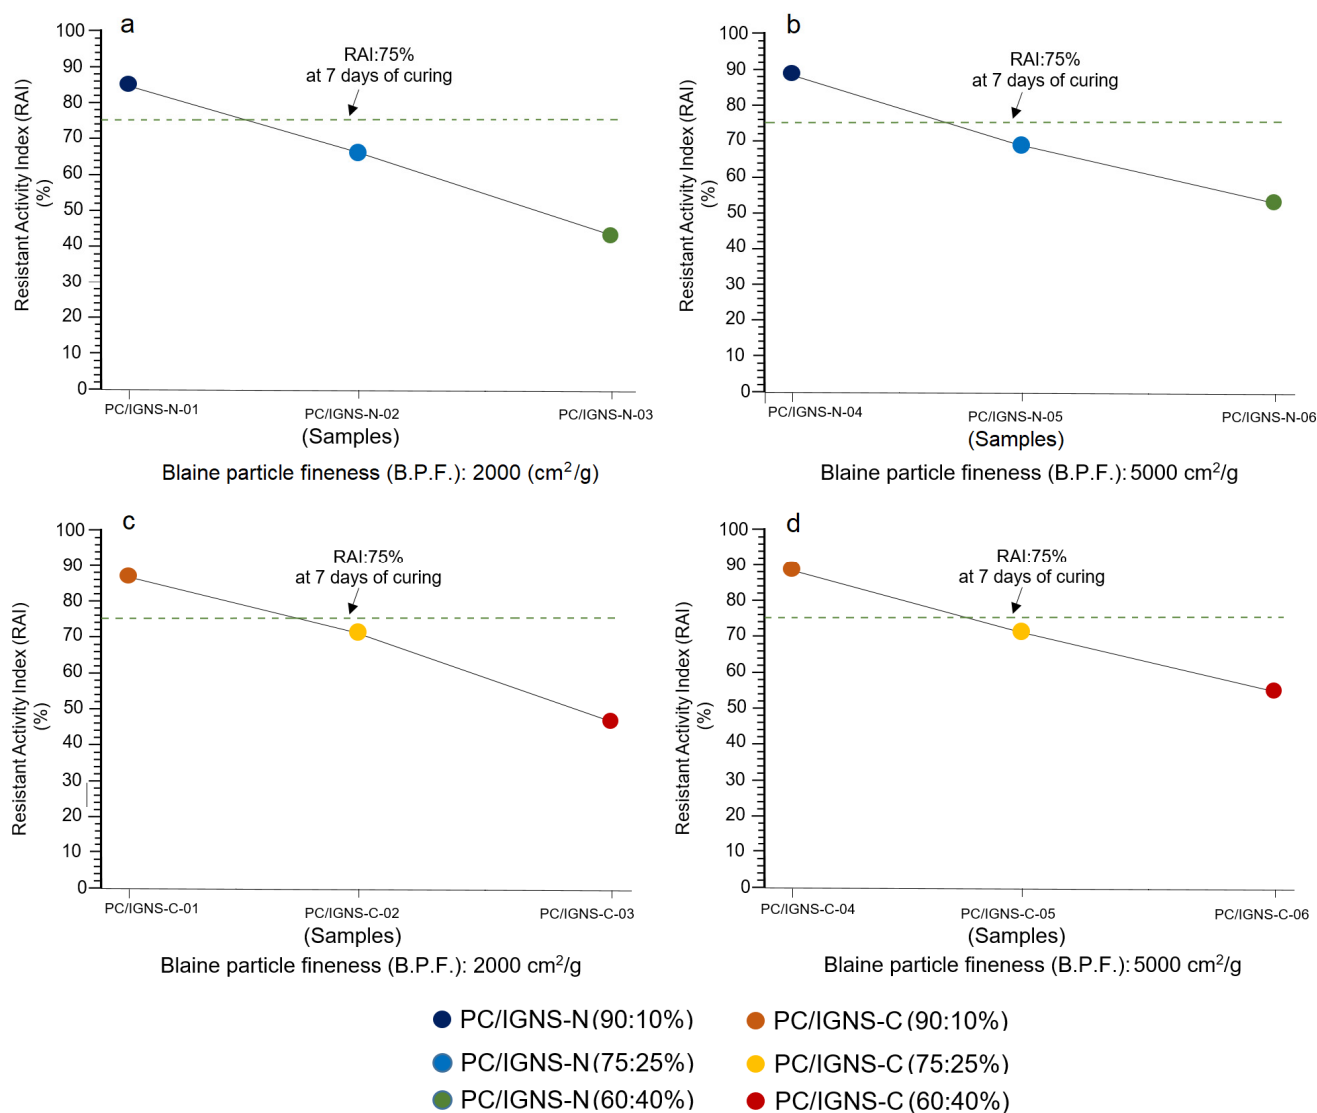 a
RAI:75%
at 7 days of curing
Resistant Activity Index (RAI)
(%)
100
90
80
70
60
50
40
30
20
10
0
PC/IGNS-N-01
PC/IGNS-N-02
PC/IGNS-N-03
(Samples)
Blaine particle fineness (B.P.F.): 2000 (cm²/g)
b
RAI:75%
at 7 days of curing
Resistant Activity Index (RAI)
(%)
100
90
80
70
60
50
40
30
20
10
0
PC/IGNS-N-04
PC/IGNS-N-05
PC/IGNS-N-06
(Samples)
Blaine particle fineness (B.P.F.): 5000 cm²/g
c
RAI:75%
at 7 days of curing
Resistant Activity Index (RAI)
(%)
100
90
80
70
60
50
40
30
20
10
0
PC/IGNS-C-01
PC/IGNS-C-02
PC/IGNS-C-03
(Samples)
Blaine particle fineness (B.P.F.): 2000 cm²/g
d
RAI:75%
at 7 days of curing
Resistant Activity Index (RAI)
(%)
100
90
80
70
60
50
40
30
20
10
0
PC/IGNS-C-04
PC/IGNS-C-05
PC/IGNS-C-06
(Samples)
Blaine particle fineness (B.P.F.): 5000 cm²/g
PC/IGNS-N (90:10%)
PC/IGNS-N (75:25%)
PC/IGNS-N (60:40%)
PC/IGNS-C (90:10%)
PC/IGNS-C (75:25%)
PC/IGNS-C (60:40%)